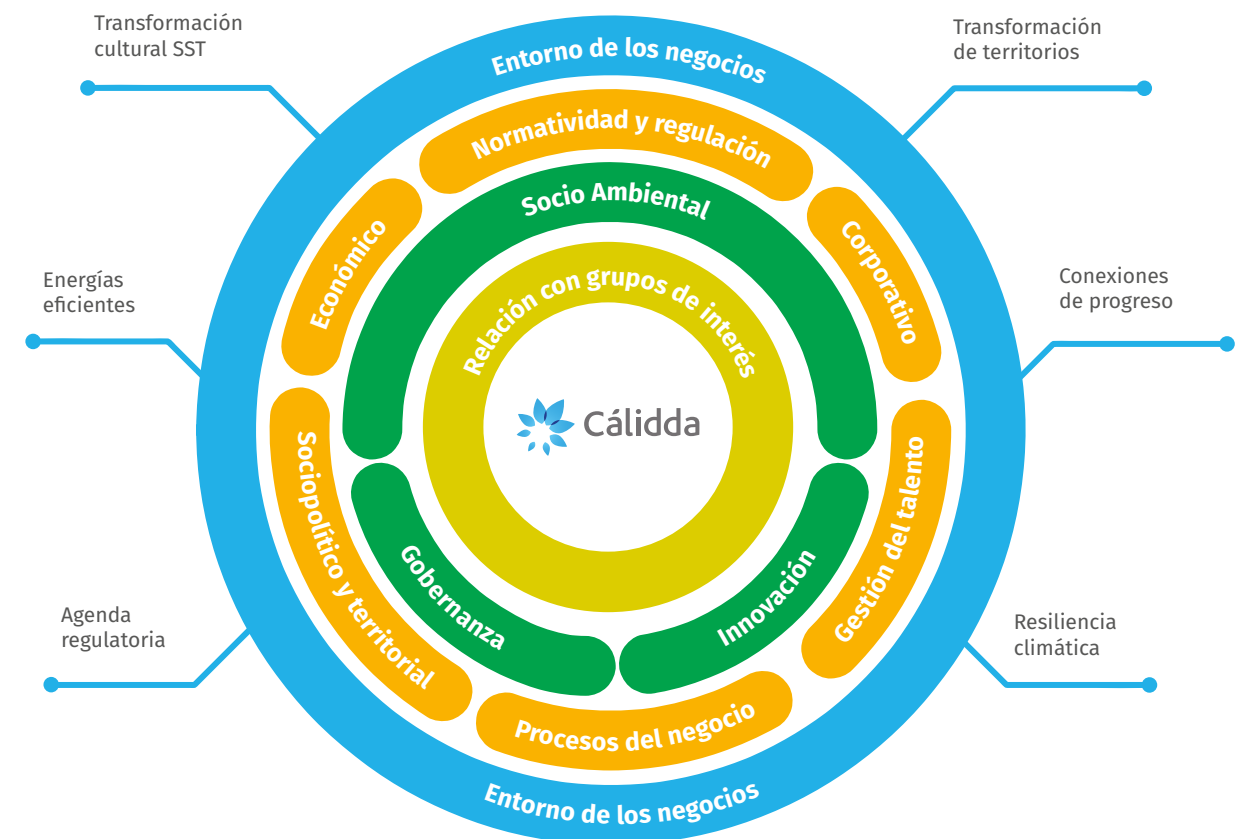 Transformación
cultural SST
Transformación
de territorios
Energías
eficientes
Conexiones
de progreso
Agenda
regulatoria
Resiliencia
climática
Entorno de los negocios
Normatividad y regulación
Económico
Corporativo
Sociopolítico y territorial
Gestión del talento
Procesos del negocio
Socio Ambiental
Gobernanza
Innovación
Relación con grupos de interés
Cálidda
Entorno de los negocios